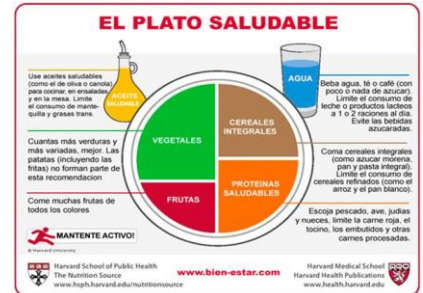 EL PLATO SALUDABLE
Use aceites saludables
(como el de oliva o canola)
para cocinar, en ensaladas,
y en la mesa. Limite
el consumo de mante-
quilla y grasas trans.
ACEITE
SALUDABLE
AGUA
Beba agua, té o café (con
poco o nada de azucar).
Limite el consumo de
leche o productos lacteos
a 1 o 2 raciones al día.
Evite las bebidas
azucaradas.
Cuantas más verduras y
más variadas, mejor. Las
patatas (incluyendo las
fritas) no forman parte de
esta recomendacion
VEGETALES
CEREALES
INTEGRALES
Coma cereales integrales
(como azucar morena,
pan y pasta integral).
Limite el consumo de
cereales refinados (como el
arroz y el pan blanco).
Come muchas frutas de
todos los colores
FRUTAS
PROTEINAS
SALUDABLES
Escoja pescado, ave, judias
y nueces, limite la carne roja, el
tocino, los embutidos y otras
carnes procesadas.
MANTENTE ACTIVO!
© Harvard University
Harvard School of Public Health
The Nutrition Source
www.hsph.harvard.edu/nutritionsource
www.bien-estar.com
Harvard Medical School
Harvard Health Publications
www.health.harvard.edu